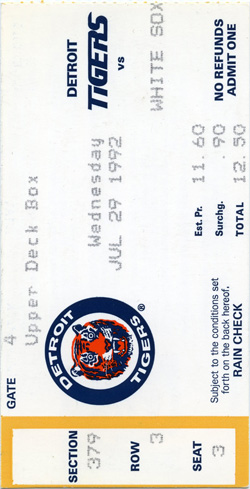 DETROIT
TIGERS
vs
WHITE SOX
NO REFUNDS
ADMIT ONE
Wednesday
JUL 29 1992
Est. Pr. 11.60
Surchg. .90
TOTAL 12.50
GATE 4
Upper Deck Box
DETROIT TIGERS
®
Subject to the conditions set
forth on the back hereof.
RAIN CHECK
SECTION 379
ROW 3
SEAT 3